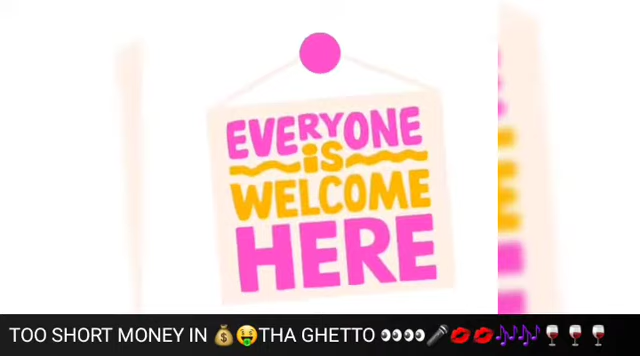 EVERYONE
iS
WELCOME
HERE
TOO SHORT MONEY IN 💰🤑THA GHETTO 👀👀🎤💋💋🎶🎶🍷🍷🍷